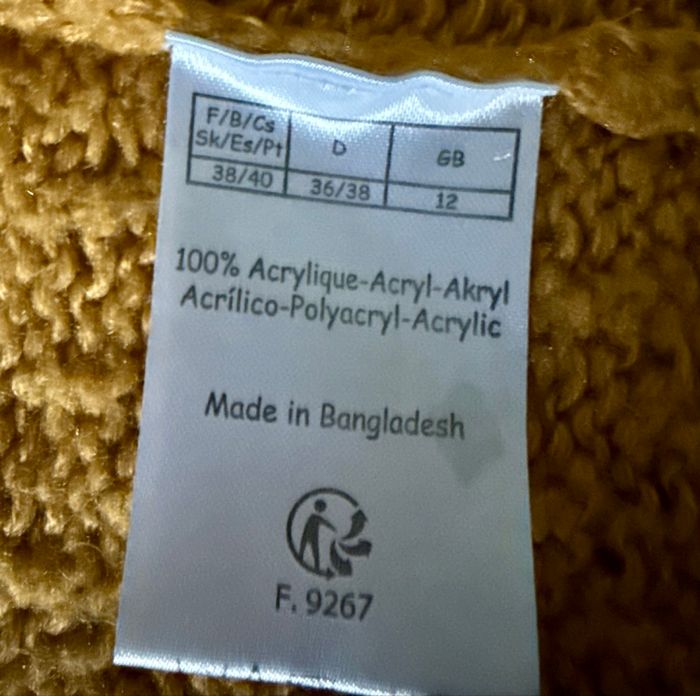 F/B/Cs
Sk/Es/Pt D GB
38/40 36/38 12
100% Acrylique-Acryl-Akryl
Acrílico-Polyacryl-Acrylic
Made in Bangladesh
F. 9267